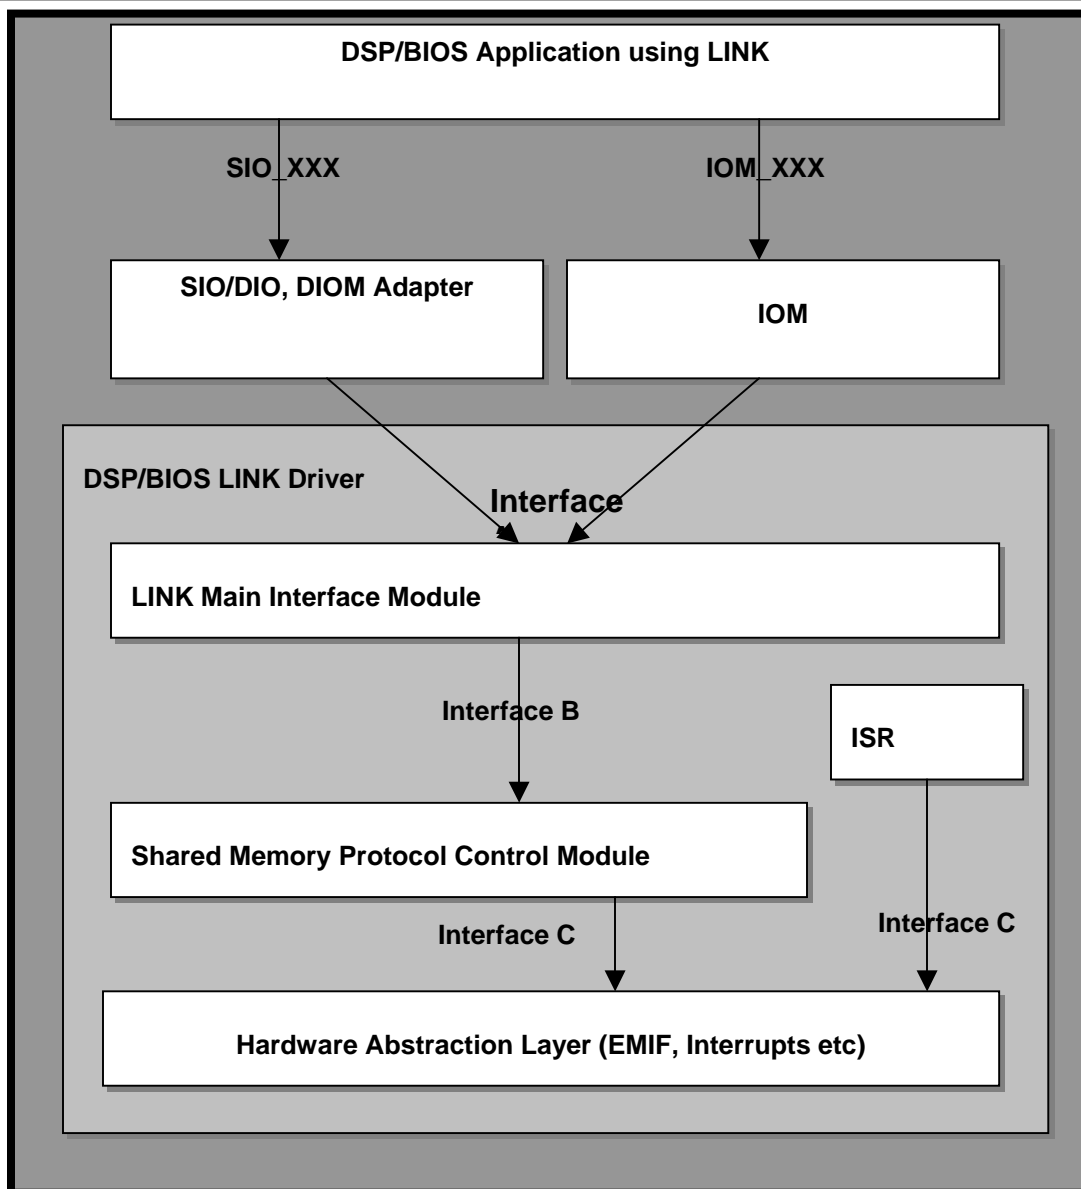 DSP/BIOS Application using LINK
SIO_XXX
IOM_XXX
SIO/DIO, DIOM Adapter
IOM
DSP/BIOS LINK Driver
Interface
LINK Main Interface Module
Interface B
ISR
Shared Memory Protocol Control Module
Interface C
Interface C
Hardware Abstraction Layer (EMIF, Interrupts etc)